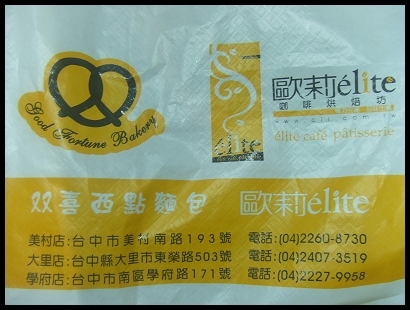 Good Fortune Bakery
élite
歐莉élite
咖啡烘焙坊
élite café pâtisserie
双喜西點麵包 歐莉élite
美村店:台中市美村南路193號 電話:(04)2260-8730
大里店:台中縣大里市東榮路503號 電話:(04)2407-3519
學府店:台中市南區學府路171號 電話:(04)2227-9958